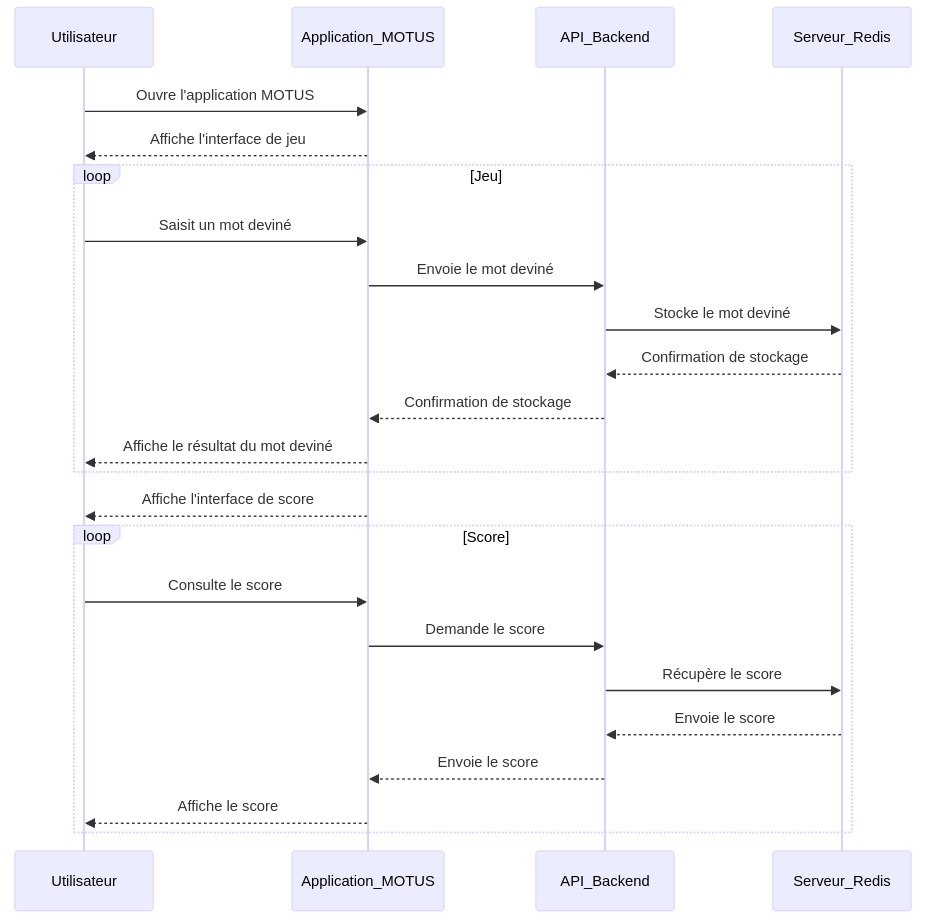 Utilisateur
Application_MOTUS
API_Backend
Serveur_Redis
Ouvre l'application MOTUS
Affiche l'interface de jeu
loop
[Jeu]
Saisit un mot deviné
Envoie le mot deviné
Stocke le mot deviné
Confirmation de stockage
Confirmation de stockage
Affiche le résultat du mot deviné
Affiche l'interface de score
loop
[Score]
Consulte le score
Demande le score
Récupère le score
Envoie le score
Envoie le score
Affiche le score
Utilisateur
Application_MOTUS
API_Backend
Serveur_Redis